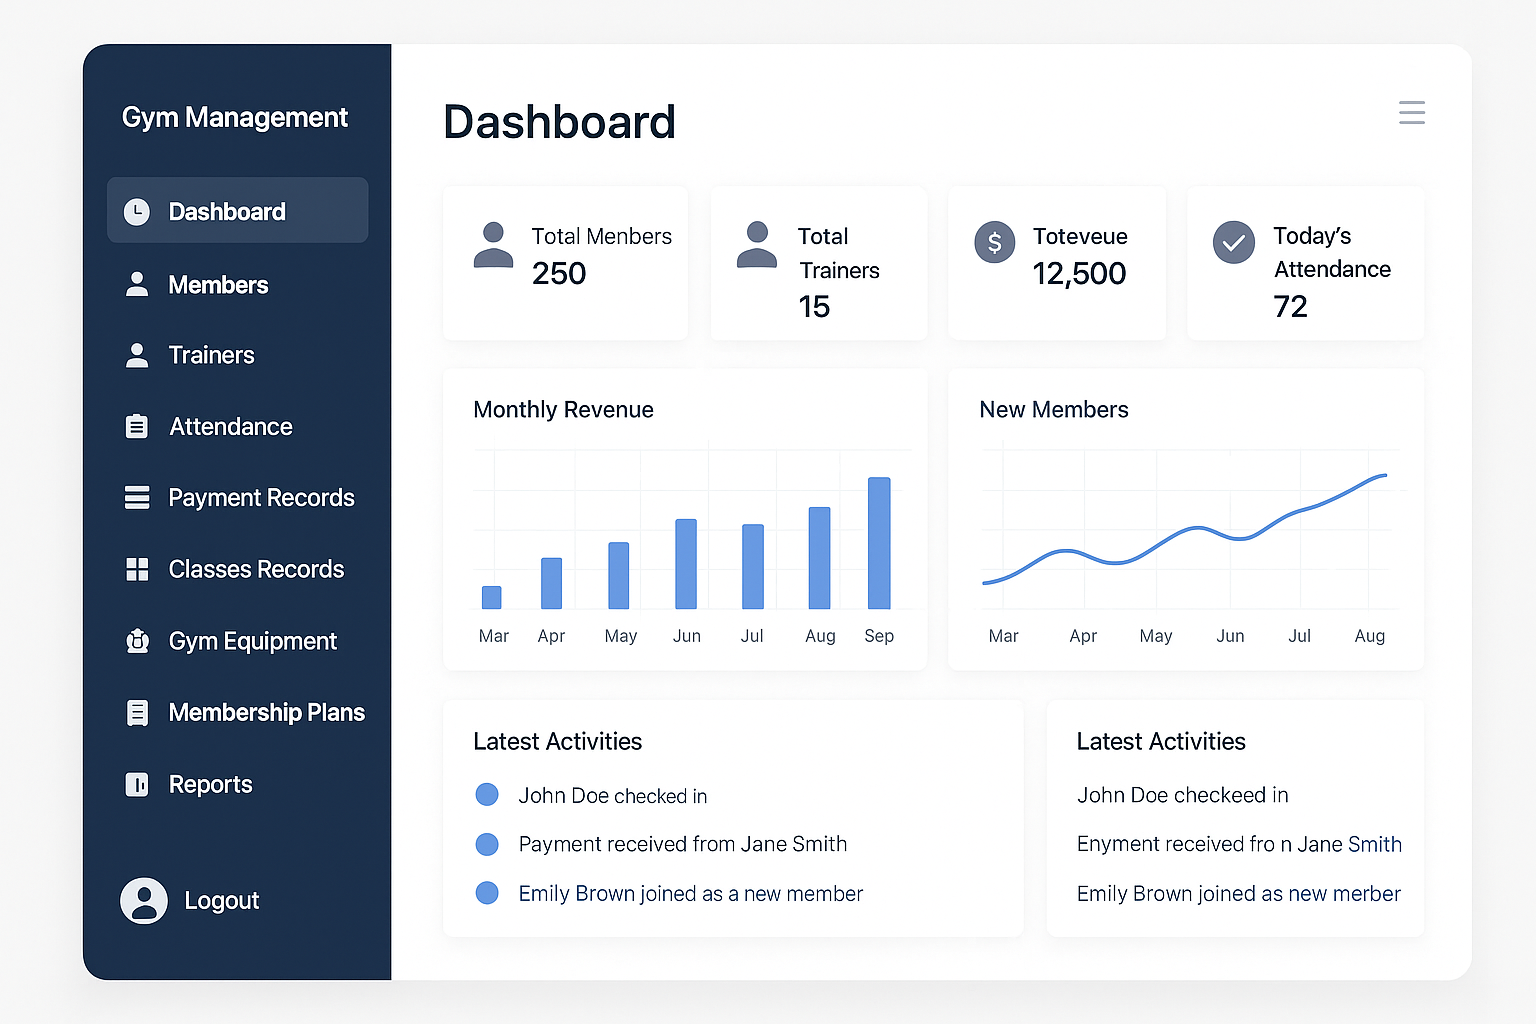 Gym Management
Dashboard
Members
Trainers
Attendance
Payment Records
Classes Records
Gym Equipment
Membership Plans
Reports
Logout
Dashboard
Total Menbers
250
Total
Trainers
15
$
Toteveue
12,500
Today's
Attendance
72
Monthly Revenue
Mar Apr May Jun Jul Aug Sep
New Members
Mar Apr May Jun Jul Aug
Latest Activities
John Doe checked in
Payment received from Jane Smith
Emily Brown joined as a new member
Latest Activities
John Doe checkeed in
Enyment received fro n Jane Smith
Emily Brown joined as new merber